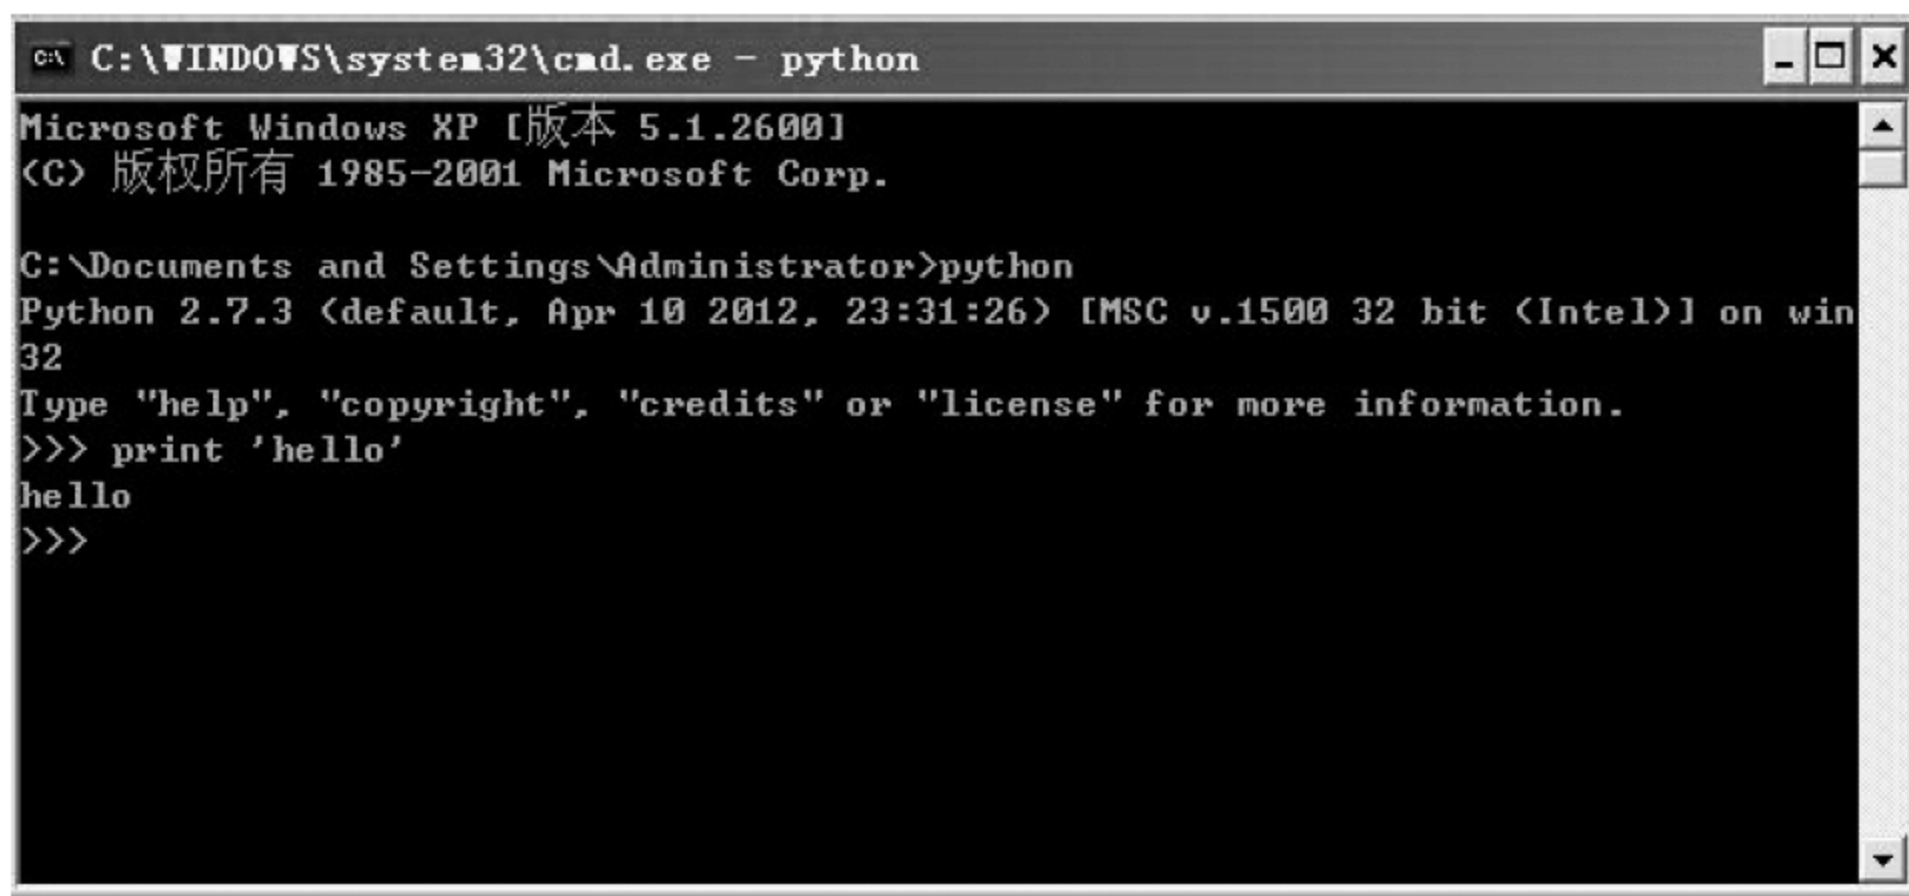 C:\WINDOWS\system32\cmd.exe - python
Microsoft Windows XP [版本 5.1.2600]
(C) 版权所有 1985-2001 Microsoft Corp.
C:\Documents and Settings\Administrator>python
Python 2.7.3 (default, Apr 10 2012, 23:31:26) [MSC v.1500 32 bit (Intel)] on win
32
Type "help", "copyright", "credits" or "license" for more information.
>>> print 'hello'
hello
>>>